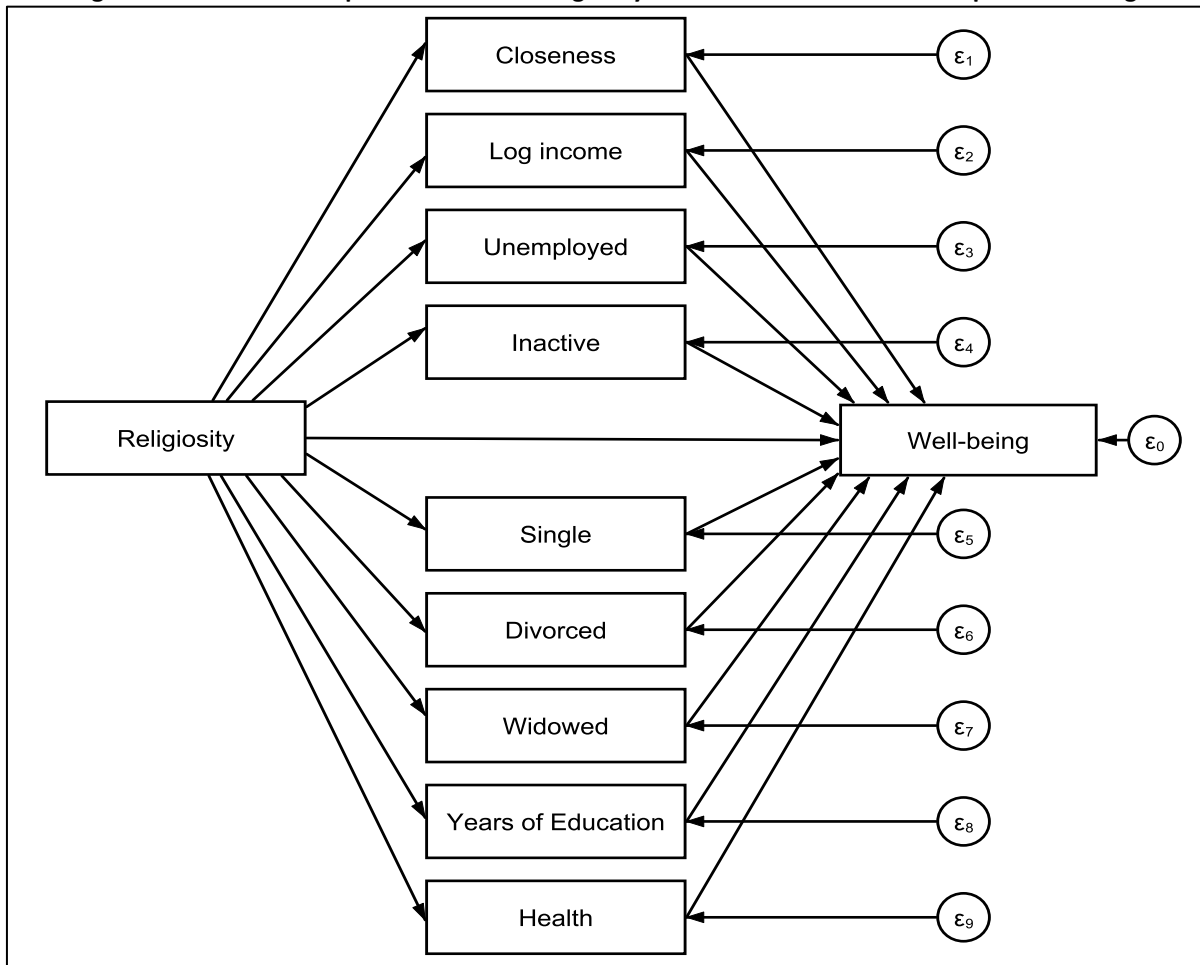 Closeness
ε₁
Log income
ε₂
Unemployed
ε₃
Inactive
ε₄
Religiosity
Well-being
ε₀
Single
ε₅
Divorced
ε₆
Widowed
ε₇
Years of Education
ε₈
Health
ε₉